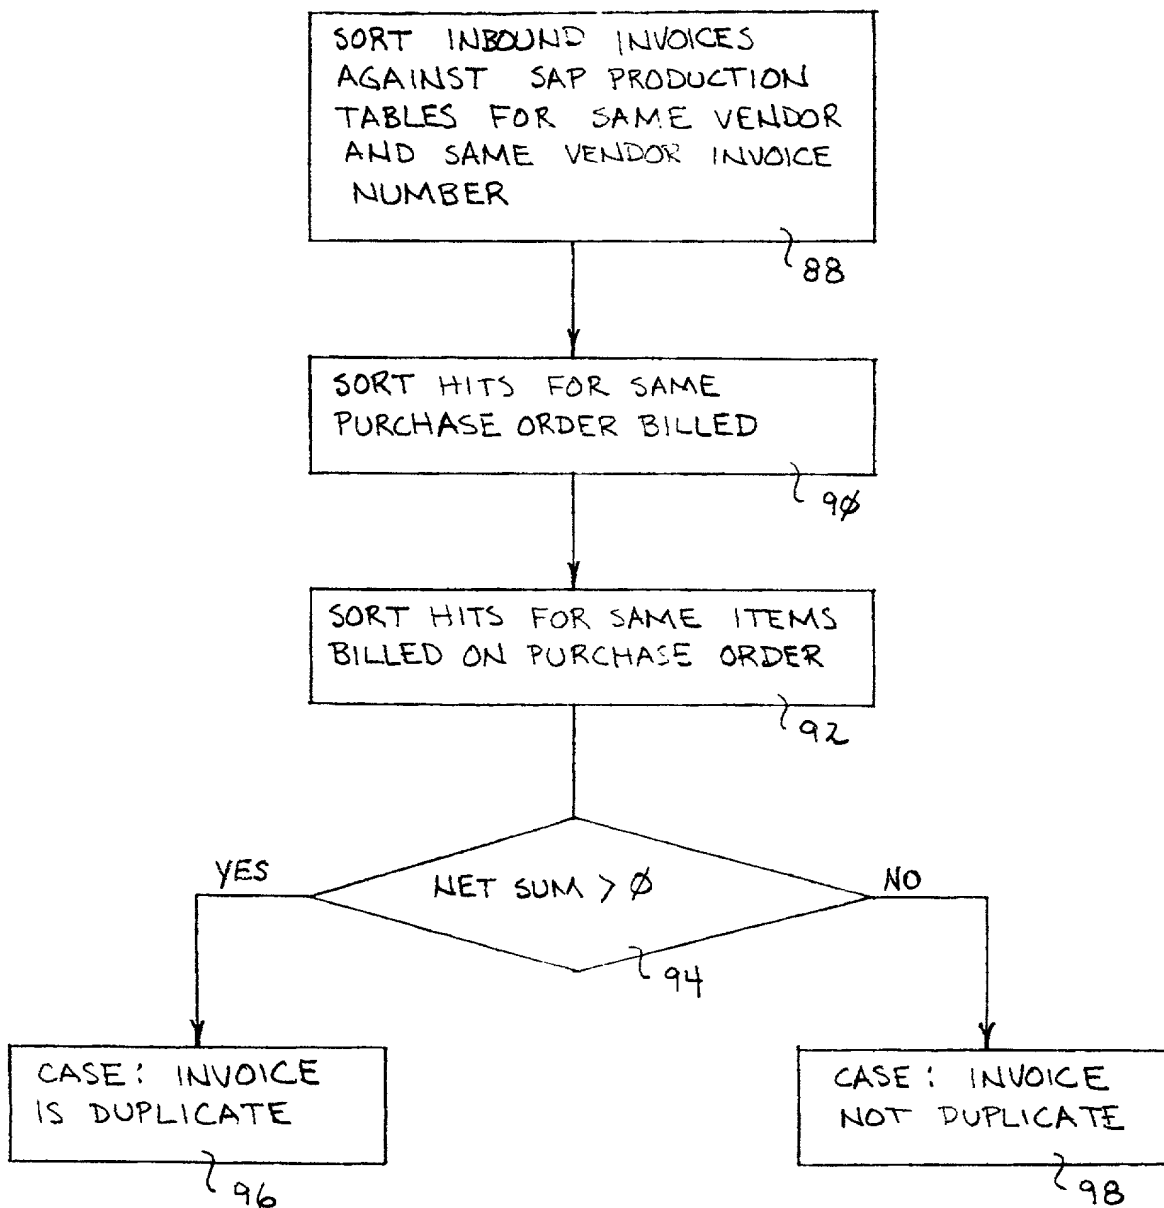 SORT INBOUND INVOICES
AGAINST SAP PRODUCTION
TABLES FOR SAME VENDOR
AND SAME VENDOR INVOICE
NUMBER
88
SORT HITS FOR SAME
PURCHASE ORDER BILLED
9Ø
SORT HITS FOR SAME ITEMS
BILLED ON PURCHASE ORDER
92
YES
NET SUM > Ø
NO
94
CASE: INVOICE
IS DUPLICATE
96
CASE: INVOICE
NOT DUPLICATE
98